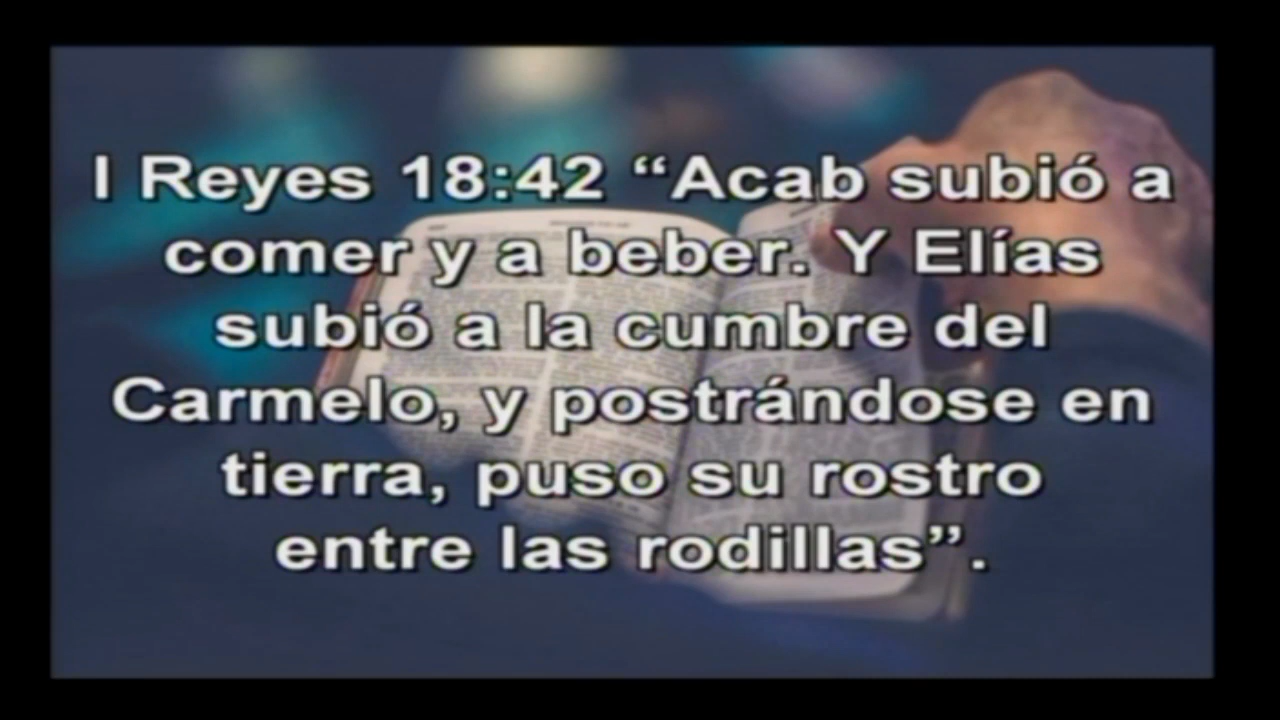 I Reyes 18:42 “Acab subió a
comer y a beber. Y Elías
subió a la cumbre del
Carmelo, y postrándose en
tierra, puso su rostro
entre las rodillas”.